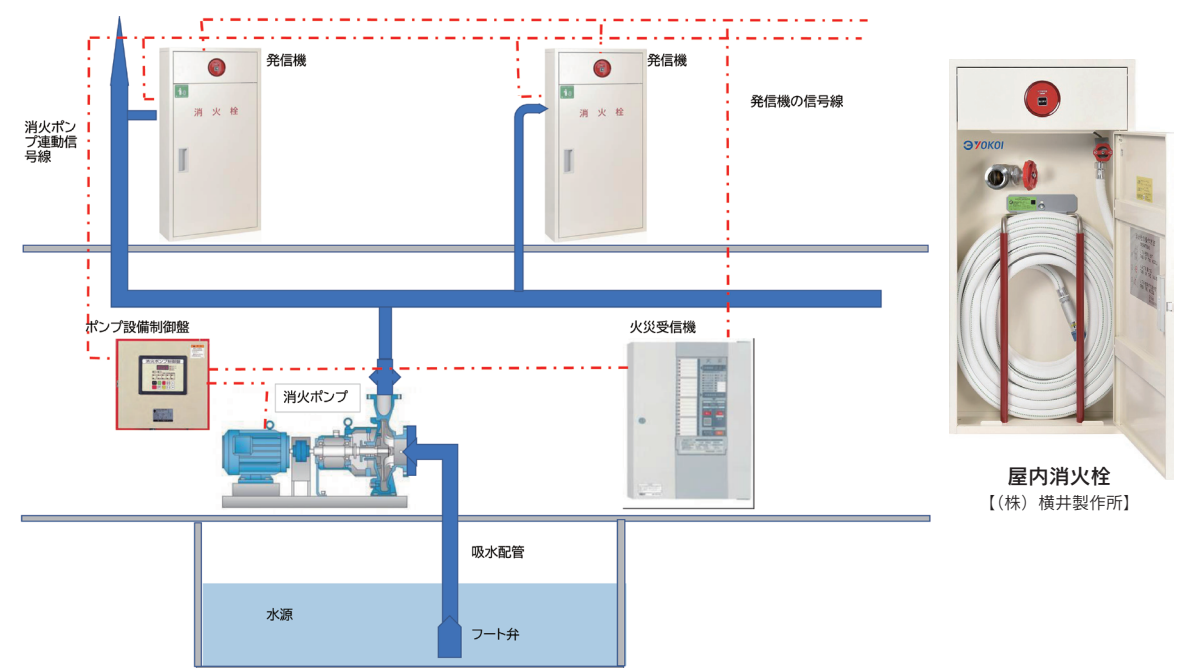 発信機
発信機
発信機の信号線
消火ポン
プ連動信
号線
消火栓
消火栓
YOKOI
ポンプ設備制御盤
火災受信機
消火ポンプ
屋内消火栓
【(株) 横井製作所】
吸水配管
水源
フート弁